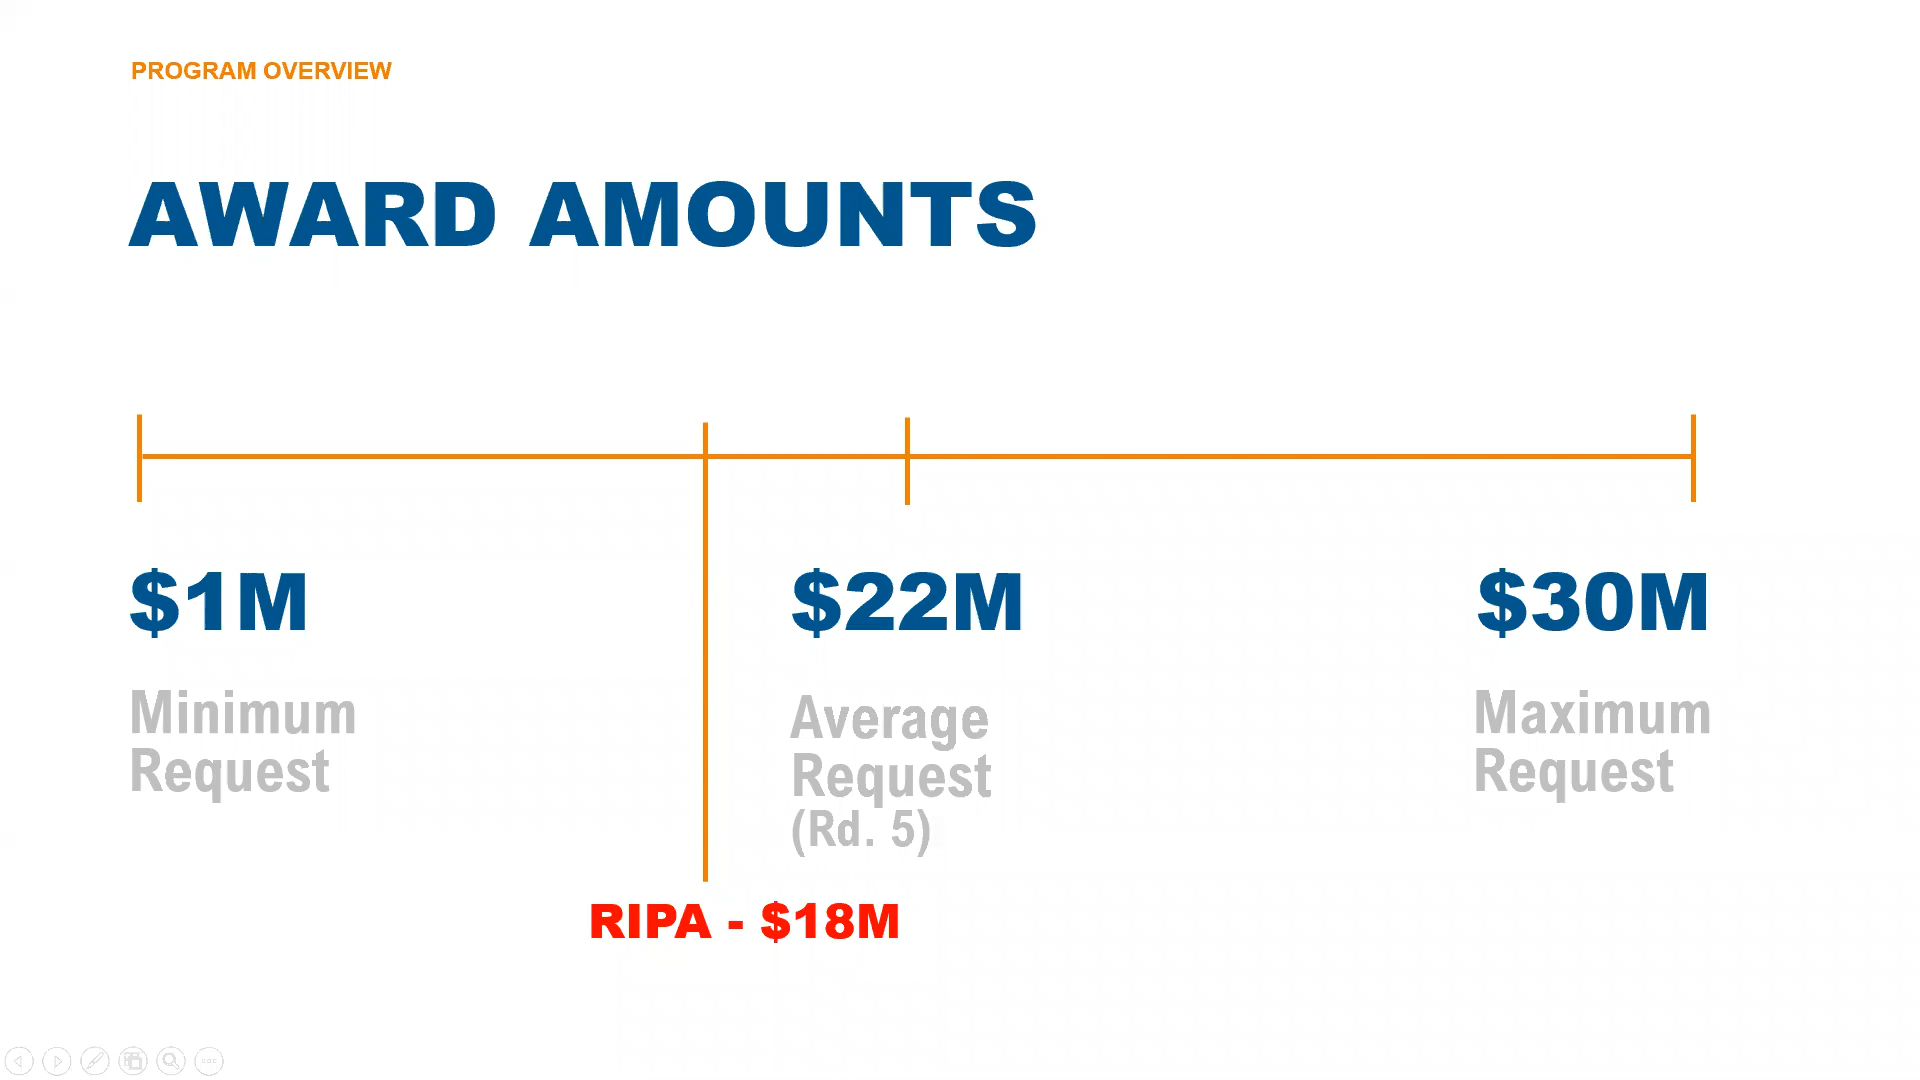 PROGRAM OVERVIEW
AWARD AMOUNTS
$1M
Minimum
Request
$22M
Average
Request
(Rd. 5)
$30M
Maximum
Request
RIPA - $18M